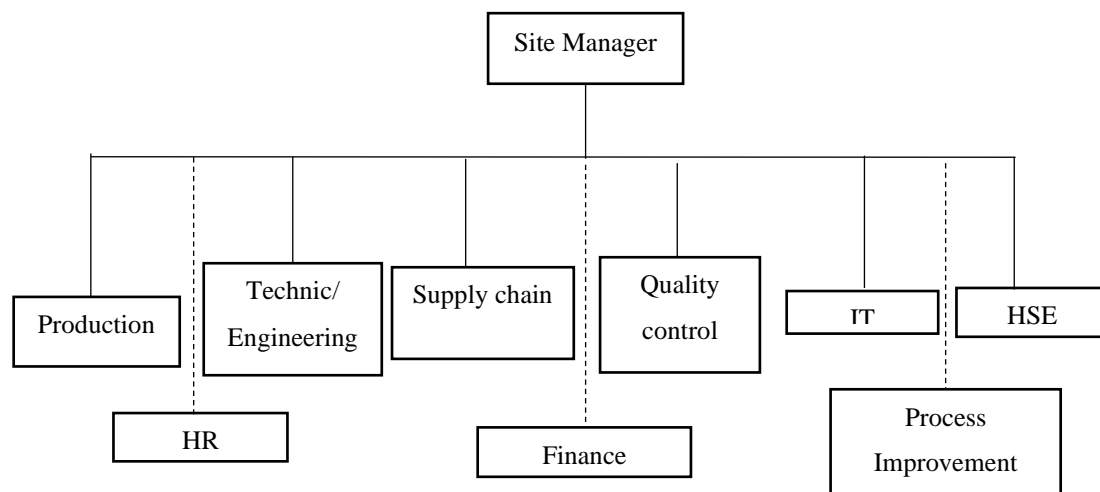 Site Manager
Production
Technic/
Engineering
Supply chain
Quality
control
IT
HSE
HR
Finance
Process
Improvement